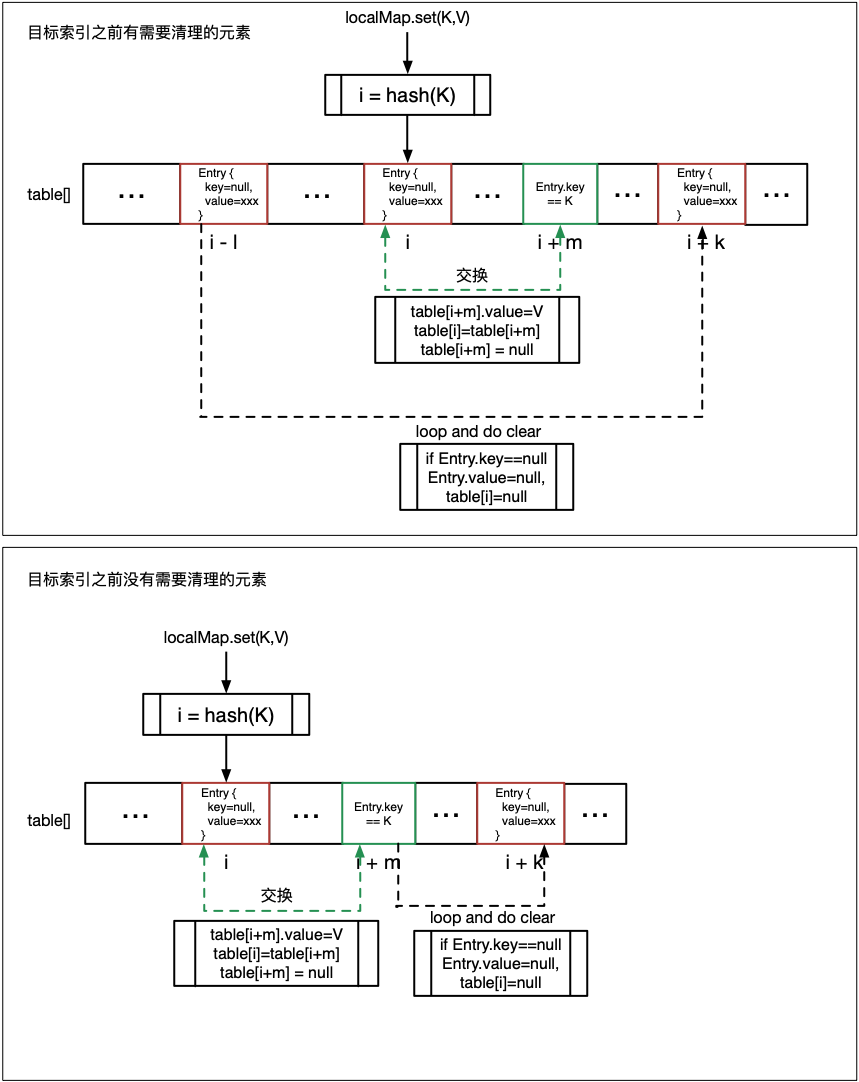 目标索引之前有需要清理的元素
localMap.set(K,V)
i = hash(K)
table[]
...
Entry {
key=null,
value=xxx
}
...
Entry {
key=null,
value=xxx
}
...
Entry.key
== K
...
Entry {
key=null,
value=xxx
}
...
i - l
i
i + m
i + k
交换
table[i+m].value=V
table[i]=table[i+m]
table[i+m] = null
loop and do clear
if Entry.key==null
Entry.value=null,
table[i]=null
目标索引之前没有需要清理的元素
localMap.set(K,V)
i = hash(K)
table[]
...
Entry {
key=null,
value=xxx
}
...
Entry.key
== K
...
Entry {
key=null,
value=xxx
}
...
i
i + m
i + k
交换
table[i+m].value=V
table[i]=table[i+m]
table[i+m] = null
loop and do clear
if Entry.key==null
Entry.value=null,
table[i]=null